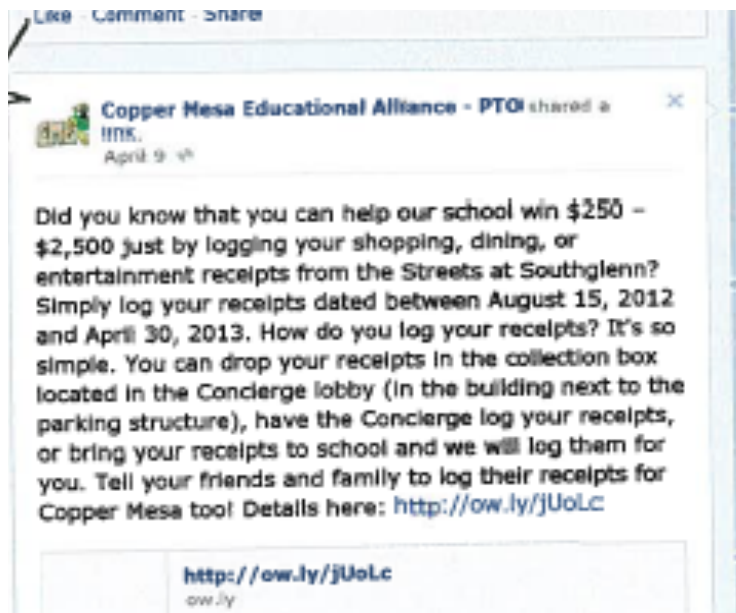 Like · Comment · Share
Copper Mesa Educational Alliance - PTO shared a
link.
April 9
Did you know that you can help our school win $250 –
$2,500 just by logging your shopping, dining, or
entertainment receipts from the Streets at Southglenn?
Simply log your receipts dated between August 15, 2012
and April 30, 2013. How do you log your receipts? It's so
simple. You can drop your receipts in the collection box
located in the Concierge lobby (in the building next to the
parking structure), have the Concierge log your receipts,
or bring your receipts to school and we will log them for
you. Tell your friends and family to log their receipts for
Copper Mesa too! Details here: http://ow.ly/jUoLc
http://ow.ly/jUoLc
ow.ly